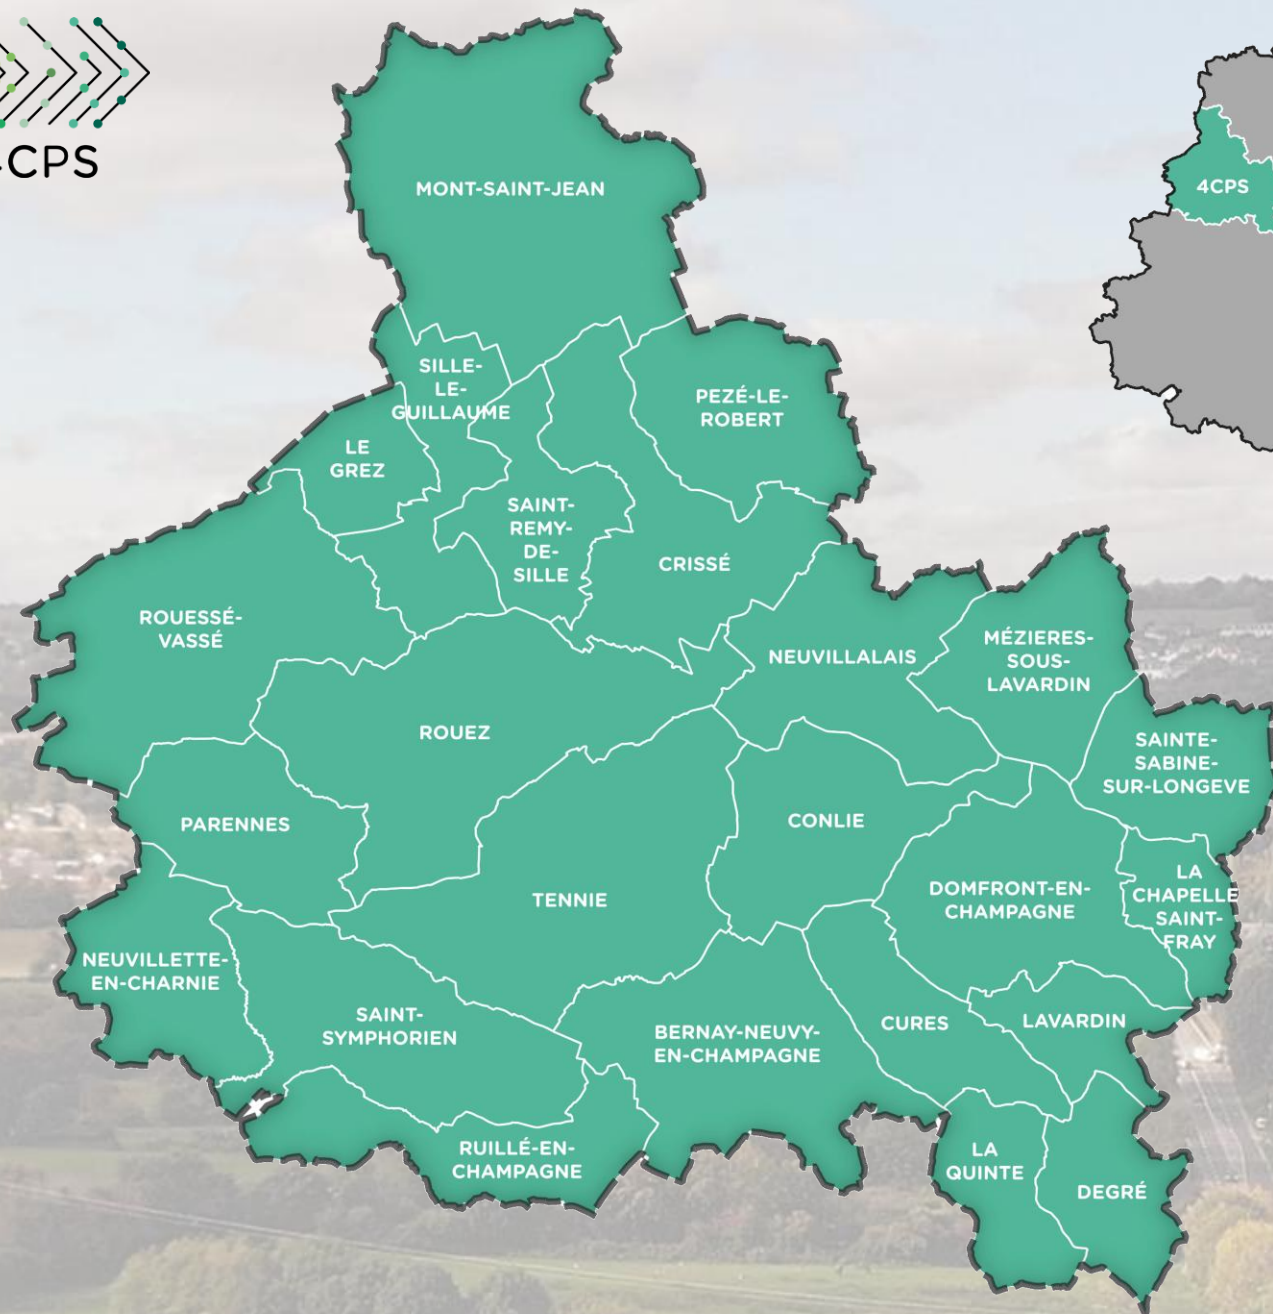 4CPS
MONT-SAINT-JEAN
4CPS
SILLE-
LE-
GUILLAUME
PEZÉ-LE-
ROBERT
LE
GREZ
SAINT-
REMY-
DE-
SILLE
CRISSÉ
ROUESSÉ-
VASSÉ
NEUVILLALAIS
MÉZIERES-
SOUS-
LAVARDIN
ROUEZ
SAINTE-
SABINE-
SUR-LONGEVE
PARENNES
CONLIE
TENNIE
DOMFRONT-EN-
CHAMPAGNE
LA
CHAPELLE
SAINT-
FRAY
NEUVILLETTE-
EN-CHARNIE
SAINT-
SYMPHORIEN
BERNAY-NEUVY-
EN-CHAMPAGNE
CURES
LAVARDIN
RUILLÉ-EN-
CHAMPAGNE
LA
QUINTE
DEGRÉ